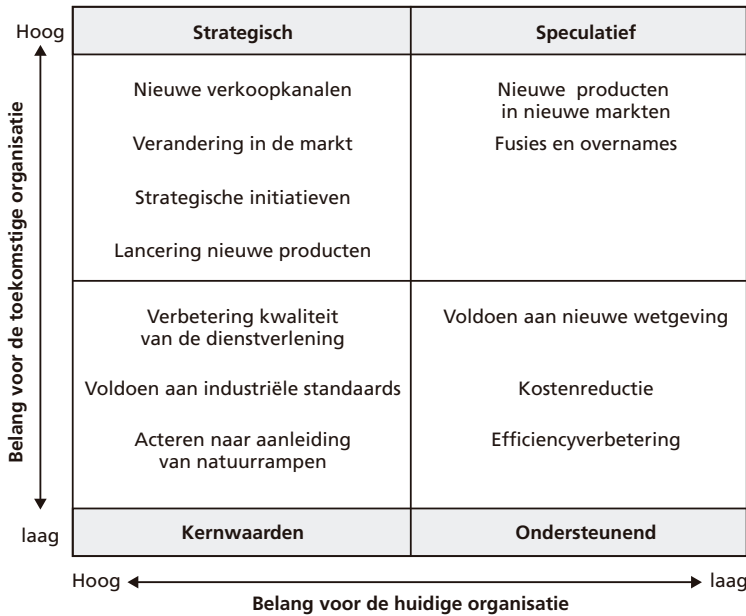 Hoog
Strategisch
Speculatief
Nieuwe verkoopkanalen
Verandering in de markt
Strategische initiatieven
Lancering nieuwe producten
Nieuwe producten
in nieuwe markten
Fusies en overnames
Belang voor de toekomstige organisatie
Verbetering kwaliteit
van de dienstverlening
Voldoen aan industriële standaards
Acteren naar aanleiding
van natuurrampen
Voldoen aan nieuwe wetgeving
Kostenreductie
Efficiencyverbetering
laag
Kernwaarden
Ondersteunend
Hoog
laag
Belang voor de huidige organisatie